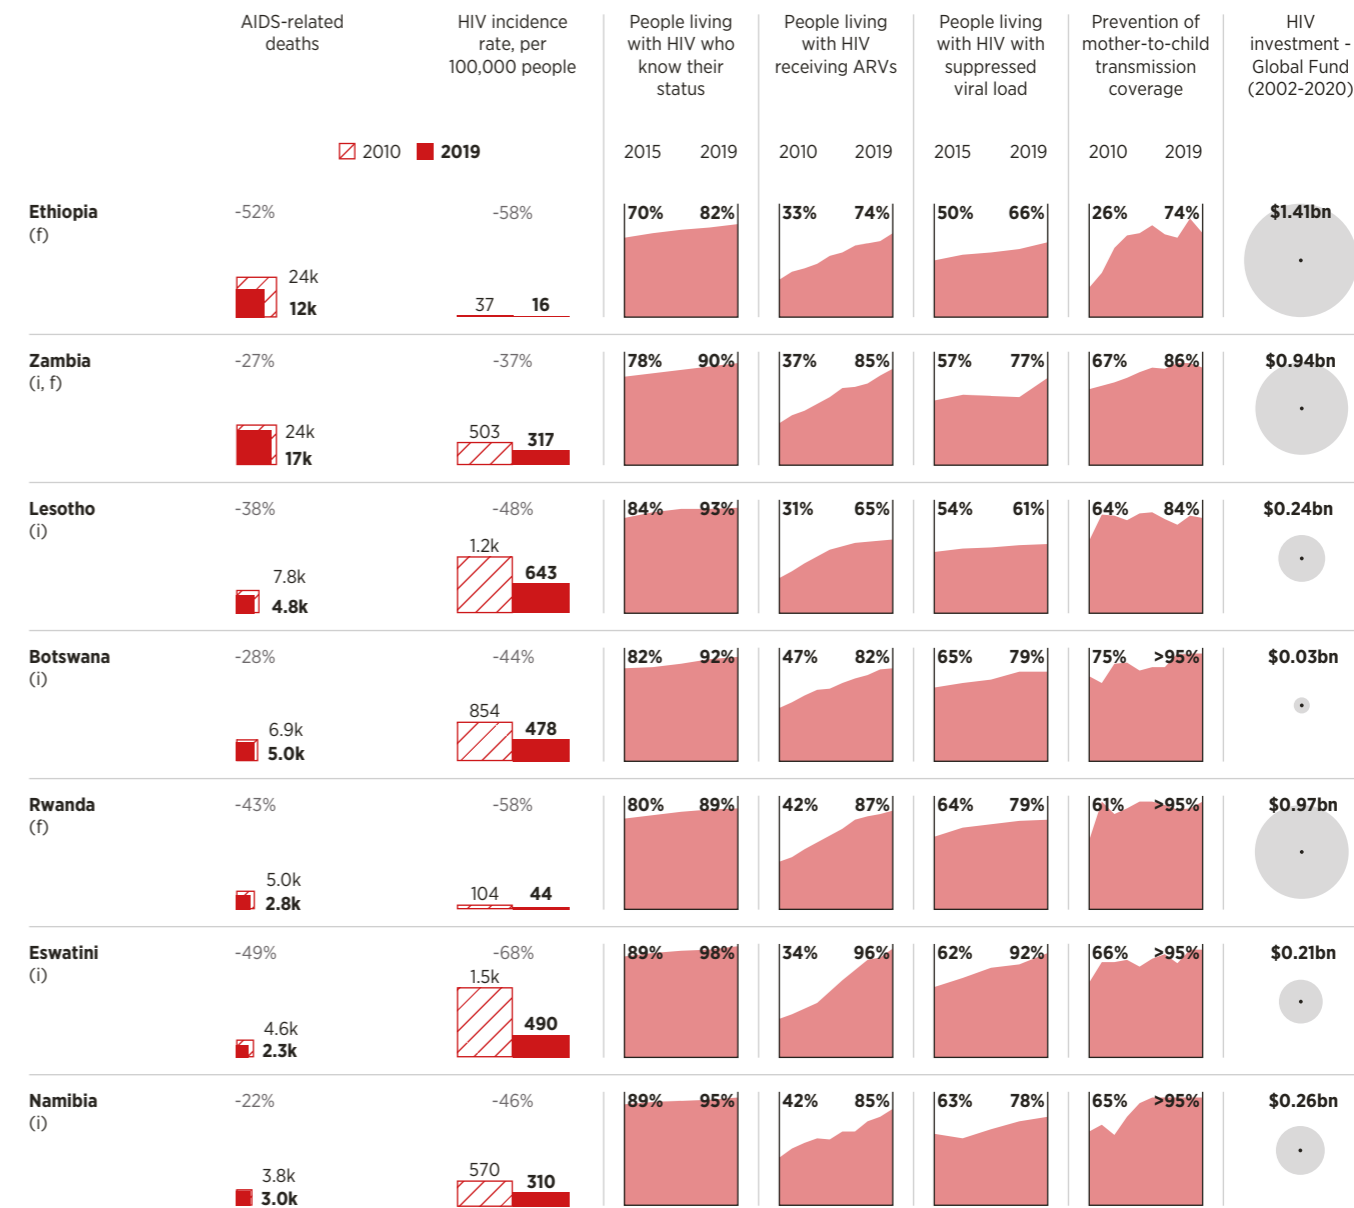 AIDS-related
deaths
HIV incidence
rate, per
100,000 people
People living
with HIV who
know their
status
People living
with HIV
receiving ARVs
People living
with HIV with
suppressed
viral load
Prevention of
mother-to-child
transmission
coverage
HIV
investment -
Global Fund
(2002-2020)
2010 2019
2015 2019
2010 2019
2015 2019
2010 2019
Ethiopia
(f)
-52%
24k
12k
-58%
37 16
70% 82%
33% 74%
50% 66%
26% 74%
$1.41bn
Zambia
(i, f)
-27%
24k
17k
-37%
503 317
78% 90%
37% 85%
57% 77%
67% 86%
$0.94bn
Lesotho
(i)
-38%
7.8k
4.8k
-48%
1.2k
643
84% 93%
31% 65%
54% 61%
64% 84%
$0.24bn
Botswana
(i)
-28%
6.9k
5.0k
-44%
854
478
82% 92%
47% 82%
65% 79%
75% >95%
$0.03bn
Rwanda
(f)
-43%
5.0k
2.8k
-58%
104 44
80% 89%
42% 87%
64% 79%
61% >95%
$0.97bn
Eswatini
(i)
-49%
4.6k
2.3k
-68%
1.5k
490
89% 98%
34% 96%
62% 92%
66% >95%
$0.21bn
Namibia
(i)
-22%
3.8k
3.0k
-46%
570
310
89% 95%
42% 85%
63% 78%
65% >95%
$0.26bn